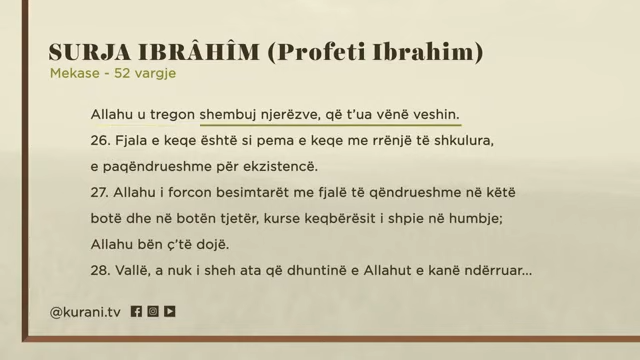 SURJA IBRÂHÎM (Profeti Ibrahim)
Mekase - 52 vargje
Allahu u tregon shembuj njerëzve, që t'ua vënë veshin.
26. Fjala e keqe është si pema e keqe me rrënjë të shkulura,
e paqëndrueshme për ekzistencë.
27. Allahu i forcon besimtarët me fjalë të qëndrueshme në këtë
botë dhe në botën tjetër, kurse keqbërësit i shpie në humbje;
Allahu bën ç'të dojë.
28. Vallë, a nuk i sheh ata që dhuntinë e Allahut e kanë ndërruar...
@kurani.tv